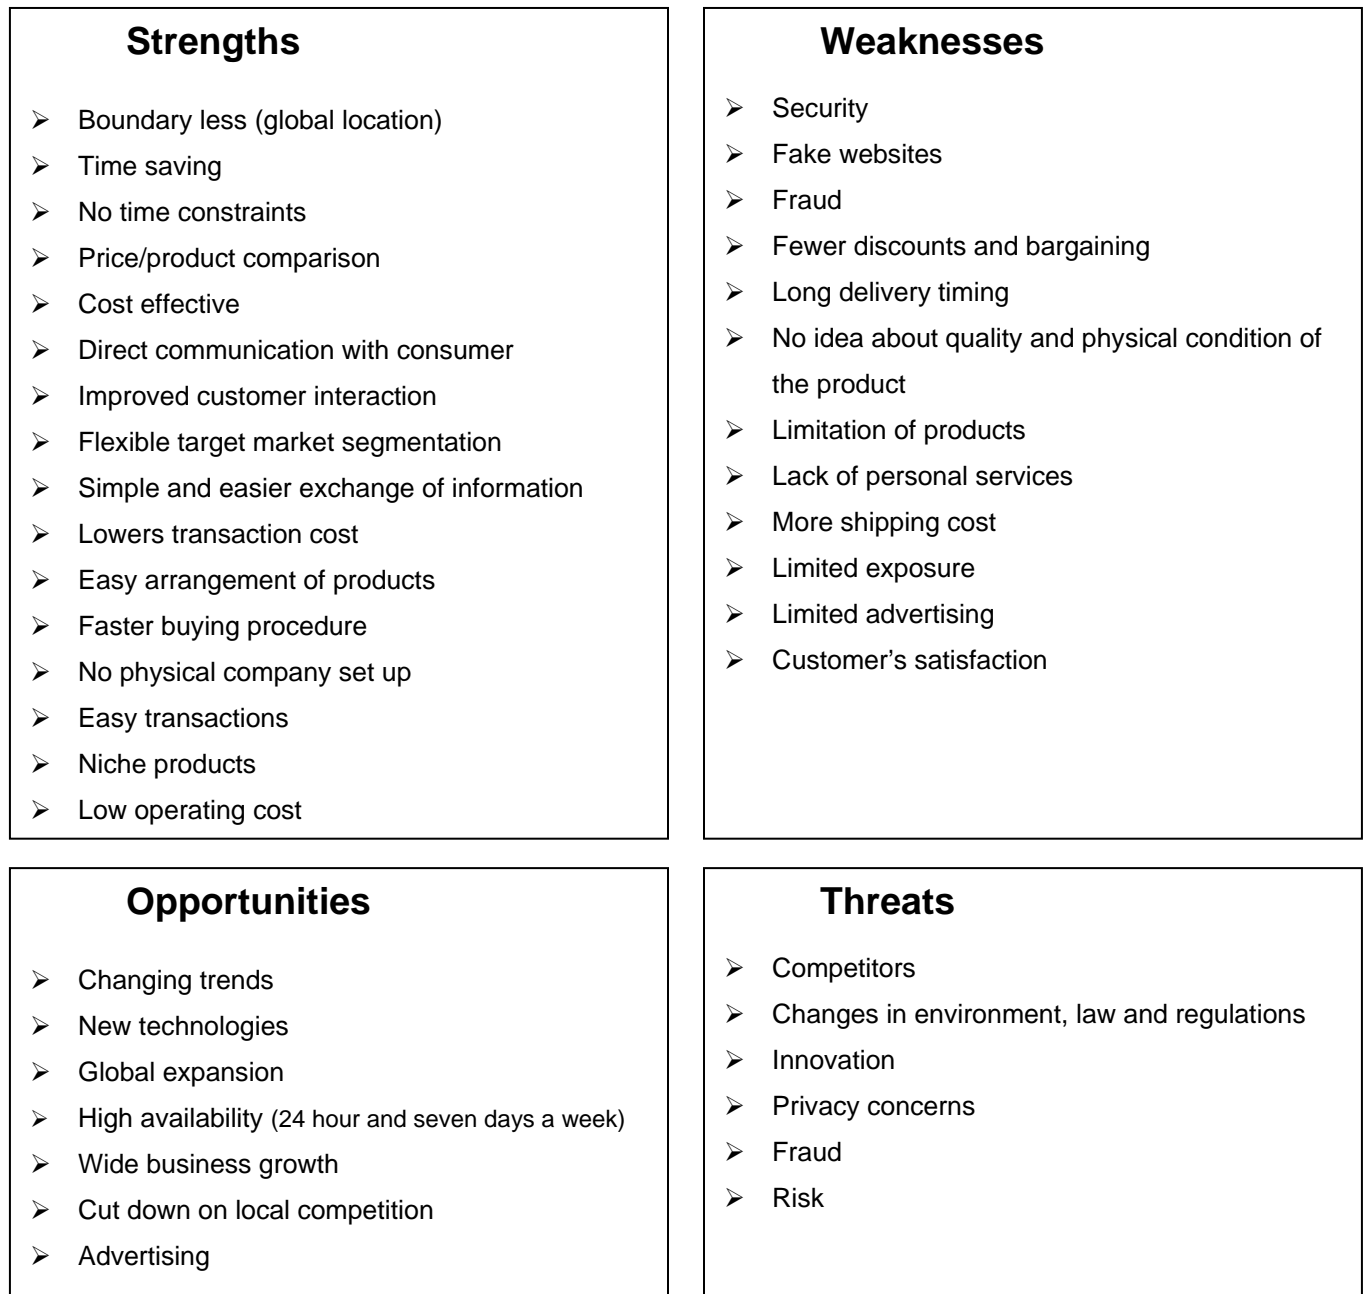 Strengths
➢ Boundary less (global location)
➢ Time saving
➢ No time constraints
➢ Price/product comparison
➢ Cost effective
➢ Direct communication with consumer
➢ Improved customer interaction
➢ Flexible target market segmentation
➢ Simple and easier exchange of information
➢ Lowers transaction cost
➢ Easy arrangement of products
➢ Faster buying procedure
➢ No physical company set up
➢ Easy transactions
➢ Niche products
➢ Low operating cost
Weaknesses
➢ Security
➢ Fake websites
➢ Fraud
➢ Fewer discounts and bargaining
➢ Long delivery timing
➢ No idea about quality and physical condition of
the product
➢ Limitation of products
➢ Lack of personal services
➢ More shipping cost
➢ Limited exposure
➢ Limited advertising
➢ Customer’s satisfaction
Opportunities
➢ Changing trends
➢ New technologies
➢ Global expansion
➢ High availability (24 hour and seven days a week)
➢ Wide business growth
➢ Cut down on local competition
➢ Advertising
Threats
➢ Competitors
➢ Changes in environment, law and regulations
➢ Innovation
➢ Privacy concerns
➢ Fraud
➢ Risk